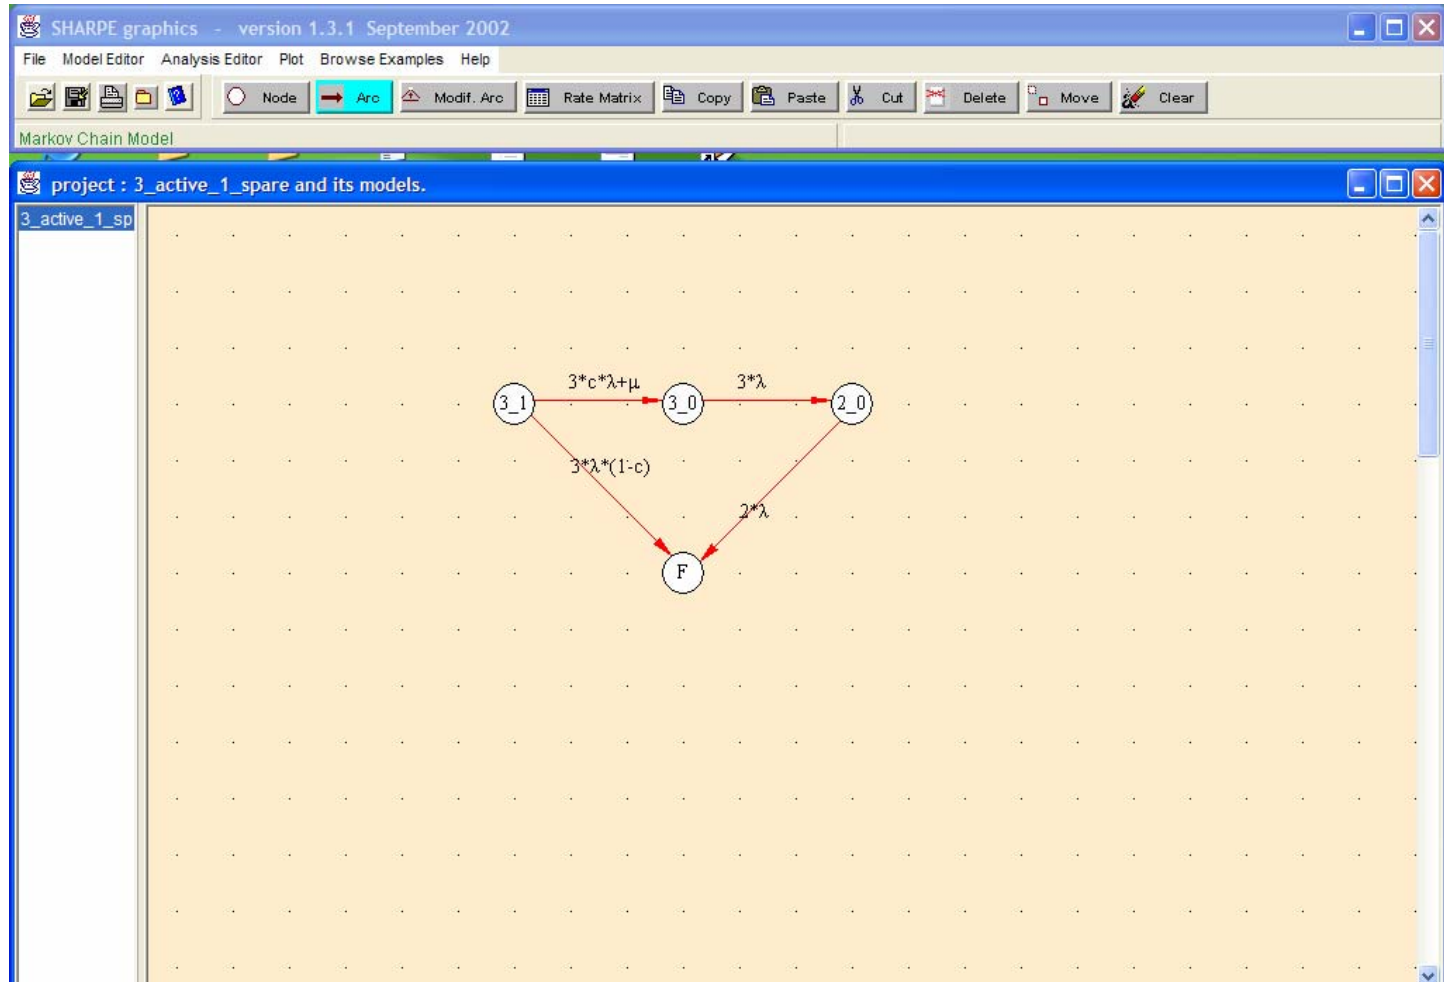 SHARPE graphics - version 1.3.1 September 2002
File Model Editor Analysis Editor Plot Browse Examples Help
Node Arc Modif. Arc Rate Matrix Copy Paste Cut Delete Move Clear
Markov Chain Model
project : 3_active_1_spare and its models.
3_active_1_sp
3*c*λ+μ 3*λ
3_1 3_0 2_0
3*λ*(1-c)
2*λ
F